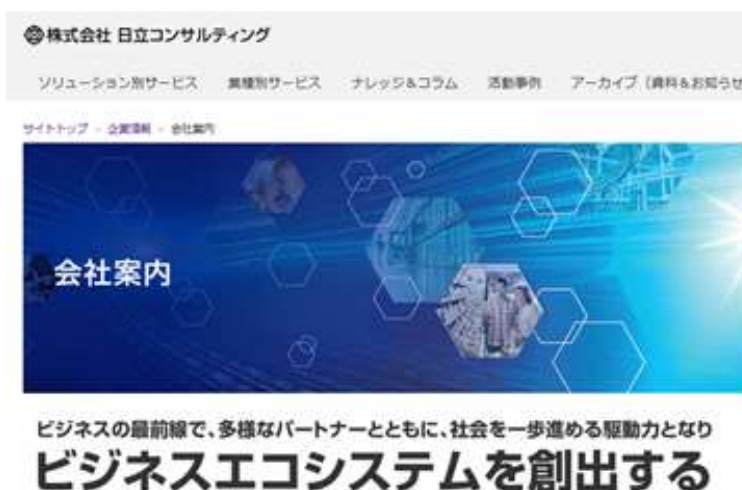 株式会社 日立コンサルティング
ソリューション別サービス 業種別サービス ナレッジ&コラム 活動事例 アーカイブ（資料&お知らせ
サイトトップ - 企業情報 - 会社案内
会社案内
ビジネスの最前線で、多様なパートナーとともに、社会を一歩進める駆動力となり
ビジネスエコシステムを創出する